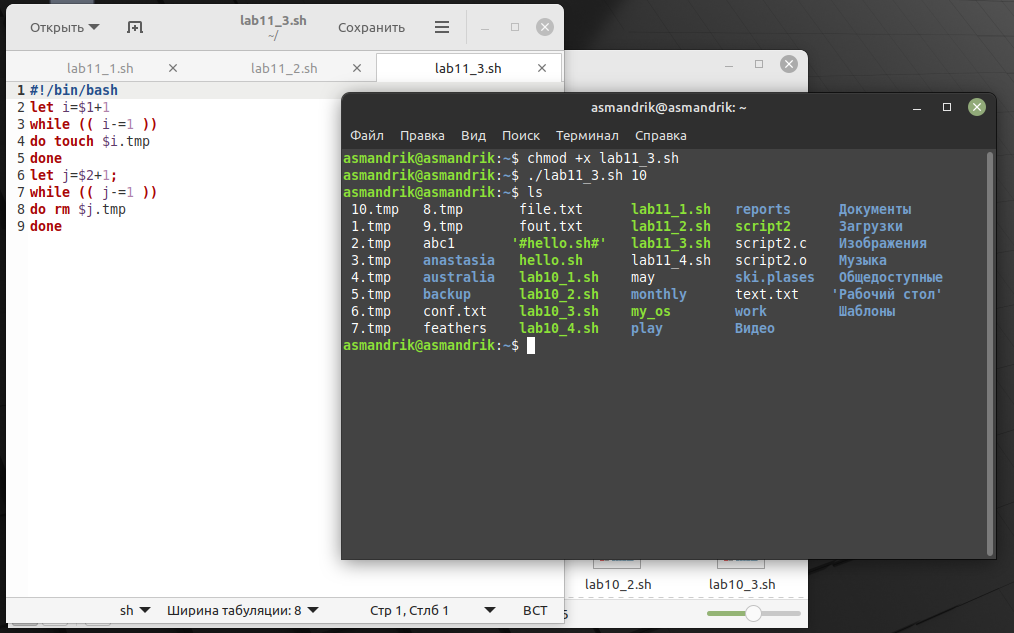 Открыть
lab11_3.sh
~/
Сохранить
lab11_1.sh
lab11_2.sh
lab11_3.sh
1 #!/bin/bash
2 let i=$1+1
3 while (( i-=1 ))
4 do touch $i.tmp
5 done
6 let j=$2+1;
7 while (( j-=1 ))
8 do rm $j.tmp
9 done
sh Ширина табуляции: 8 Стр 1, Стлб 1 ВСТ
asmandrik@asmandrik: ~
Файл Правка Вид Поиск Терминал Справка
asmandrik@asmandrik:~$ chmod +x lab11_3.sh
asmandrik@asmandrik:~$ ./lab11_3.sh 10
asmandrik@asmandrik:~$ ls
10.tmp 8.tmp file.txt lab11_1.sh reports Документы
1.tmp 9.tmp fout.txt lab11_2.sh script2 Загрузки
2.tmp abc1 '#hello.sh#' lab11_3.sh script2.c Изображения
3.tmp anastasia hello.sh lab11_4.sh script2.o Музыка
4.tmp australia lab10_1.sh may ski.plases Общедоступные
5.tmp backup lab10_2.sh monthly text.txt 'Рабочий стол'
6.tmp conf.txt lab10_3.sh my_os work Шаблоны
7.tmp feathers lab10_4.sh play Видео
asmandrik@asmandrik:~$
lab10_2.sh lab10_3.sh